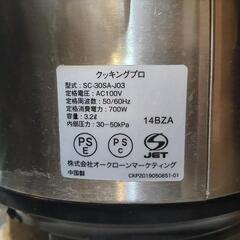 クッキングプロ
型式：SC-30SA-J03
定格電圧：AC100V
定格周波数：50/60Hz
定格消費電力：700W
容量：3.2ℓ
内部圧力：30-50kPa
14BZA
PS
E
PS
C
S
JET
株式会社オークローンマーケティング
中国製
CKP2019050851-01